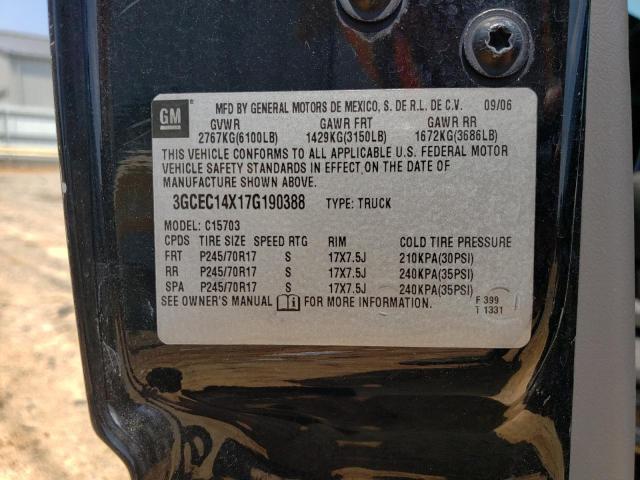 GM
MFD BY GENERAL MOTORS DE MEXICO, S. DE R.L. DE C.V. 09/06
GVWR GAWR FRT GAWR RR
2767KG(6100LB) 1429KG(3150LB) 1672KG(3686LB)
THIS VEHICLE CONFORMS TO ALL APPLICABLE U.S. FEDERAL MOTOR
VEHICLE SAFETY STANDARDS IN EFFECT ON THE DATE OF
MANUFACTURE SHOWN ABOVE.
3GCEC14X17G190388 TYPE: TRUCK
MODEL: C15703
CPDS TIRE SIZE SPEED RTG RIM COLD TIRE PRESSURE
FRT P245/70R17 S 17X7.5J 210KPA(30PSI)
RR P245/70R17 S 17X7.5J 240KPA(35PSI)
SPA P245/70R17 S 17X7.5J 240KPA(35PSI)
SEE OWNER'S MANUAL FOR MORE INFORMATION.
F 399
T 1331